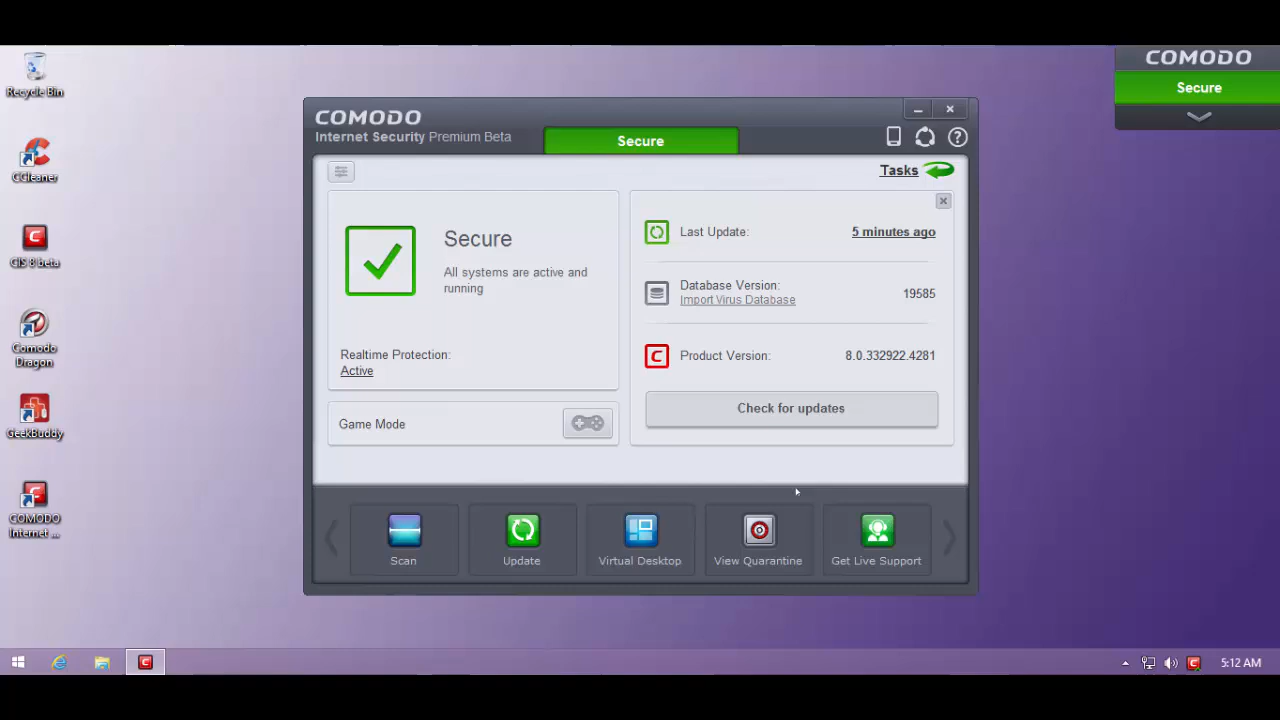 Recycle Bin
CCleaner
CIS 8 beta
Comodo
Dragon
GeekBuddy
COMODO
Internet ...
COMODO
Internet Security Premium Beta
Secure
Tasks
Secure
All systems are active and
running
Realtime Protection:
Active
Game Mode
Last Update:
5 minutes ago
Database Version:
Import Virus Database
19585
Product Version:
8.0.332922.4281
Check for updates
Scan
Update
Virtual Desktop
View Quarantine
Get Live Support
COMODO
Secure
5:12 AM